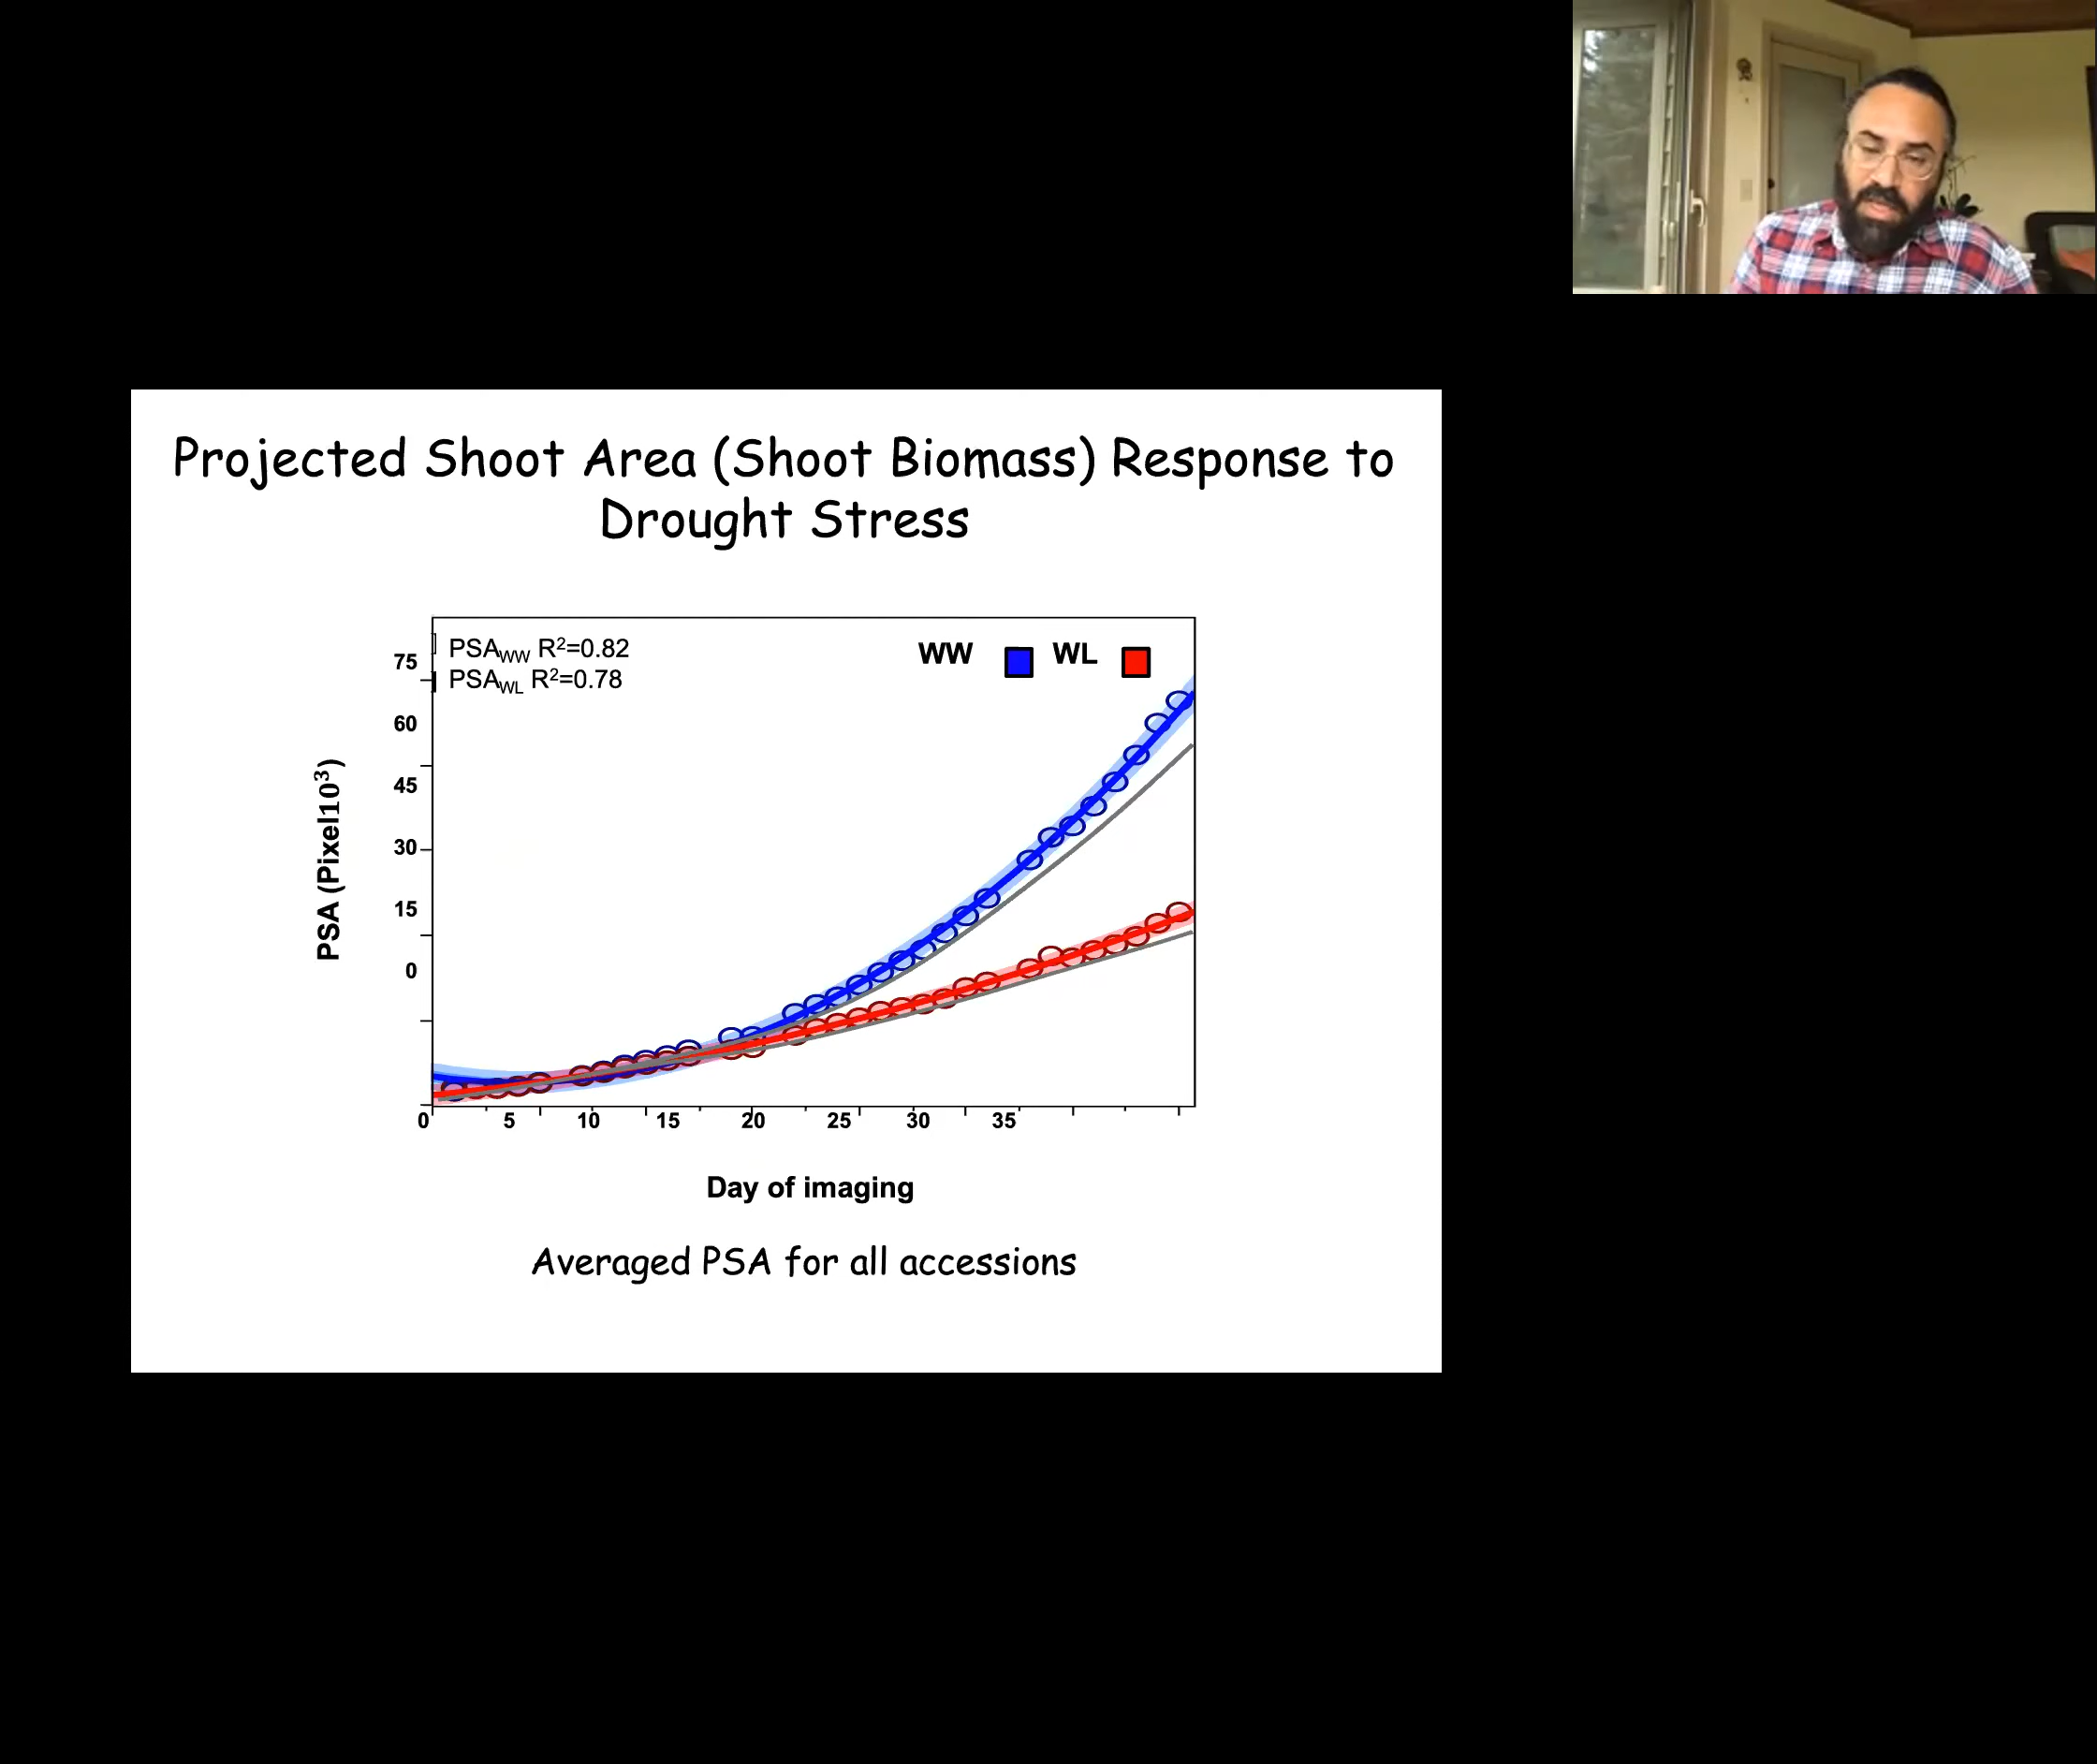 Projected Shoot Area (Shoot Biomass) Response to
Drought Stress
PSAWW R²=0.82
PSAWL R²=0.78
WW WL
75
60
45
30
15
0
PSA (Pixel10³)
0 5 10 15 20 25 30 35
Day of imaging
Averaged PSA for all accessions